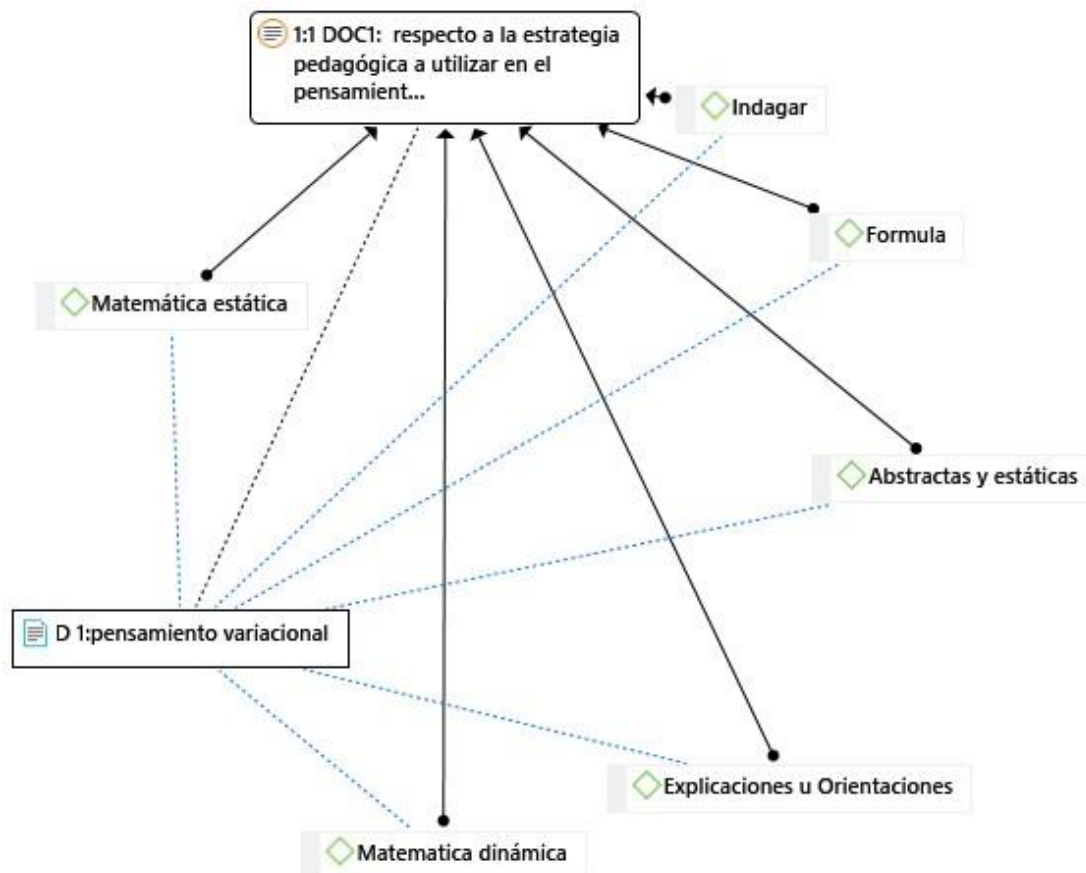 1:1 DOC1: respecto a la estrategia
pedagógica a utilizar en el
pensamient...
Indagar
Formula
Matemática estática
Abstractas y estáticas
D 1:pensamiento variacional
Explicaciones u Orientaciones
Matematica dinámica